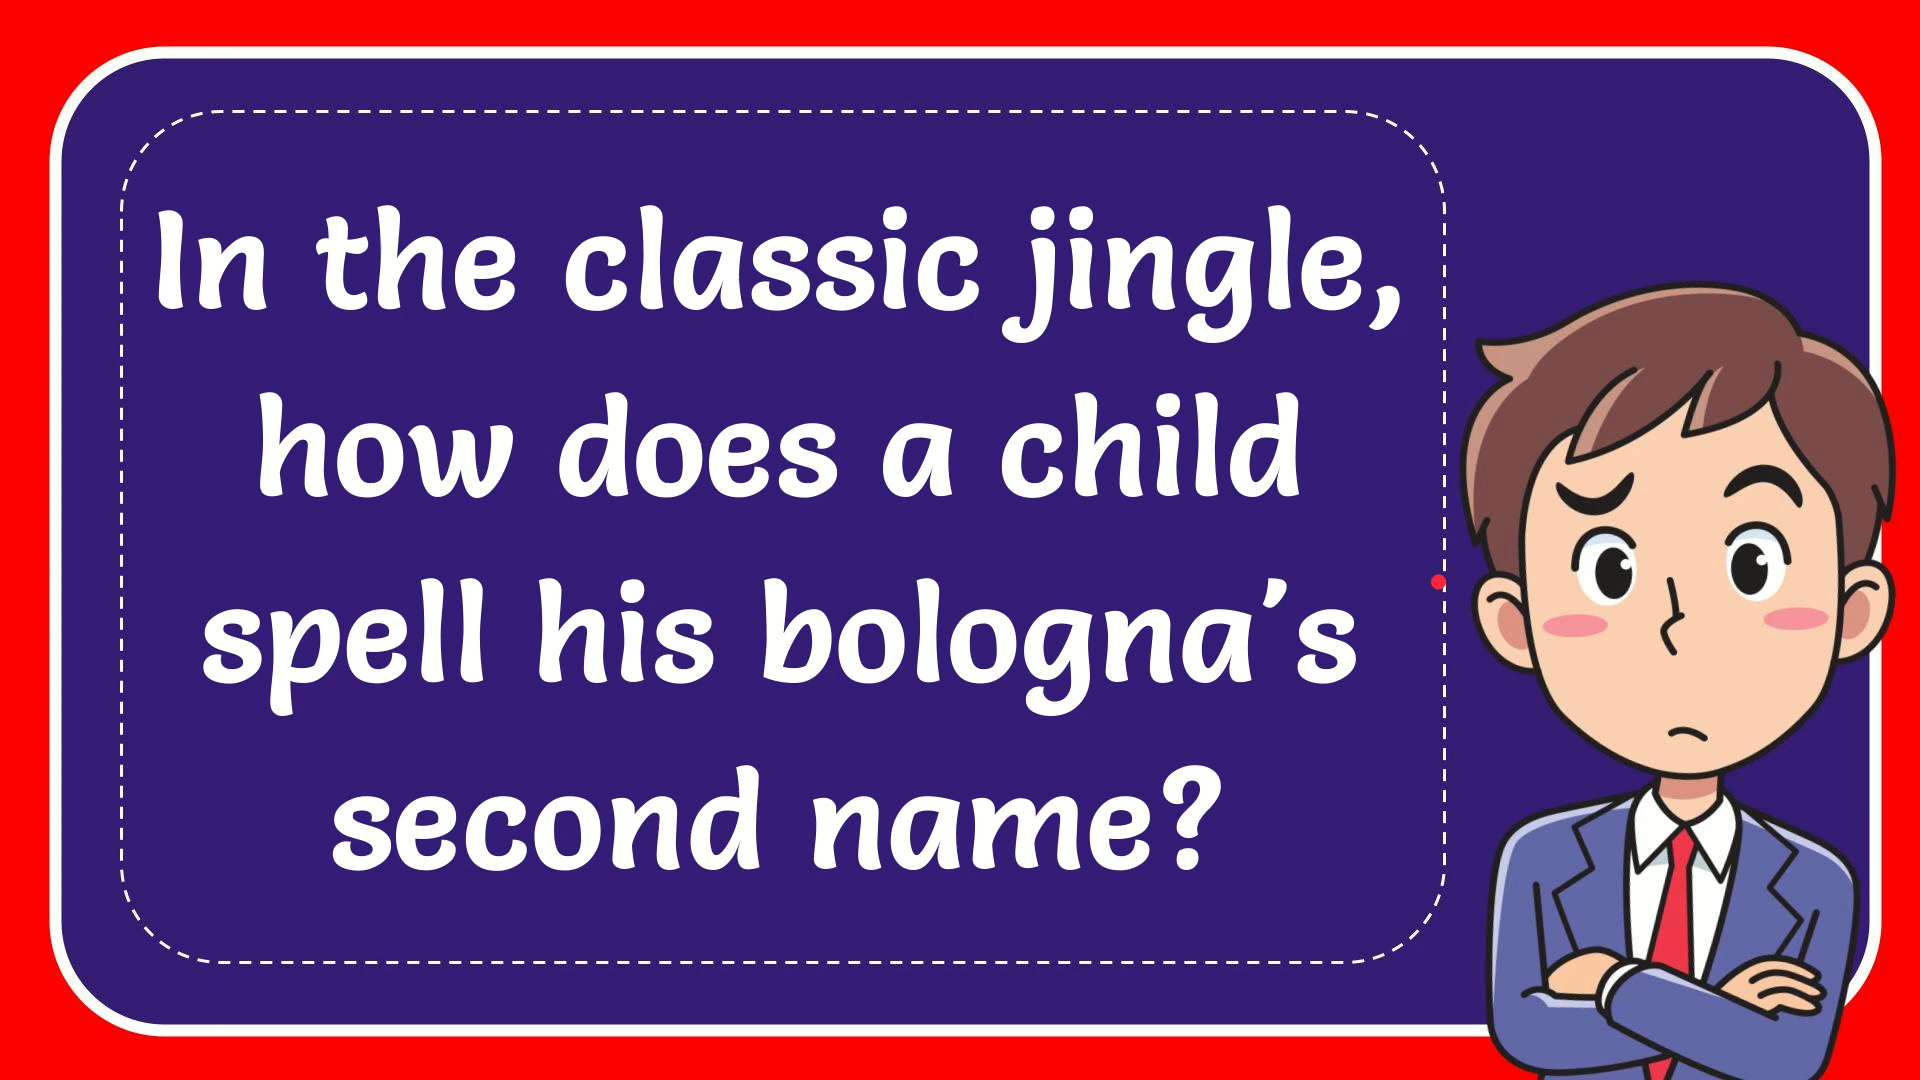 In the classic jingle,
how does a child
spell his bologna's
second name?